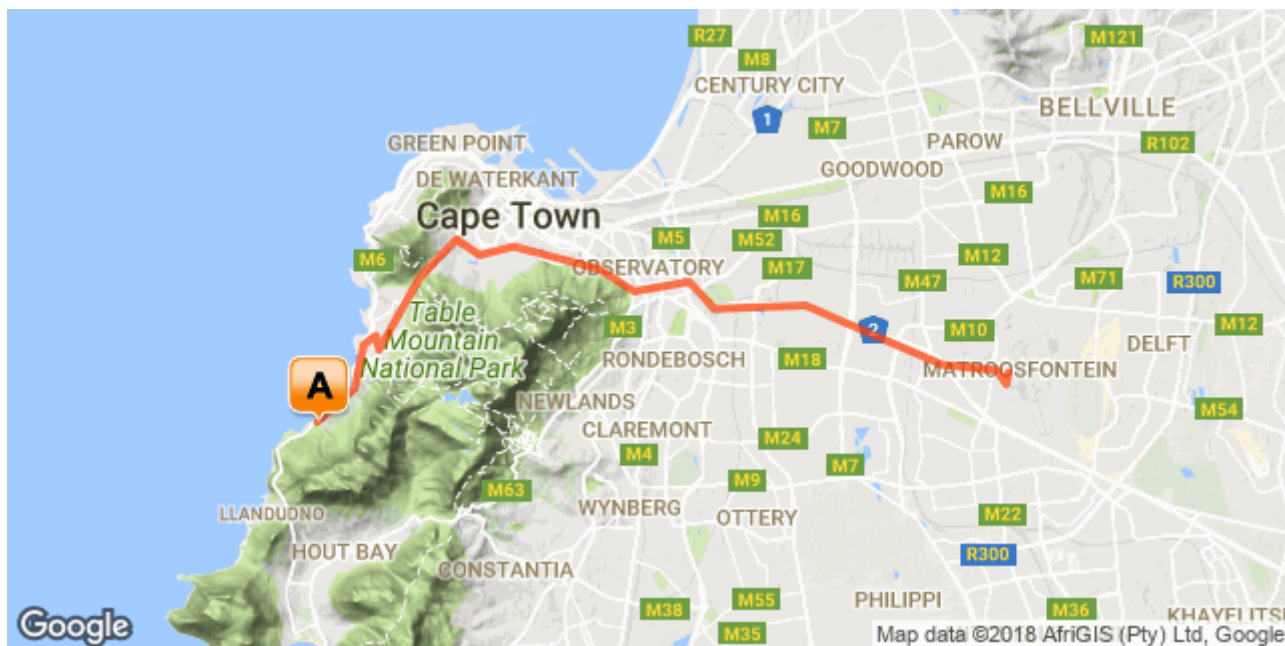 R27
M121
M8
CENTURY CITY
BELLVILLE
1
M7
GREEN POINT
PAROW
R102
GOODWOOD
DE WATERKANT
M16
Cape Town
M16
M5
M52
M6
OBSERVATORY
M17
M12
M47
M71
R300
Table
Mountain
National Park
M3
2
M10
M12
RONDEBOSCH
M18
DELFT
MATROOSFONTEIN
A
NEWLANDS
CLAREMONT
M54
M24
M4
M7
M63
M9
WYNBERG
OTTERY
LLANDUDNO
M22
HOUT BAY
R300
CONSTANTIA
M55
PHILIPPI
M38
M36
KHAYELITS
Google
M35
Map data ©2018 AfriGIS (Pty) Ltd, Google